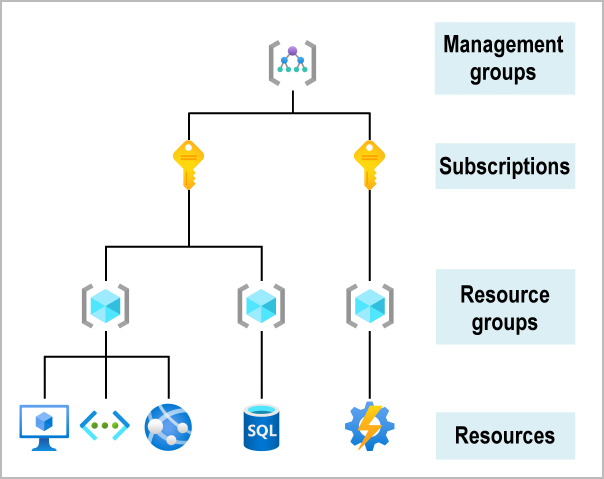 Management
groups
Subscriptions
Resource
groups
SQL
Resources